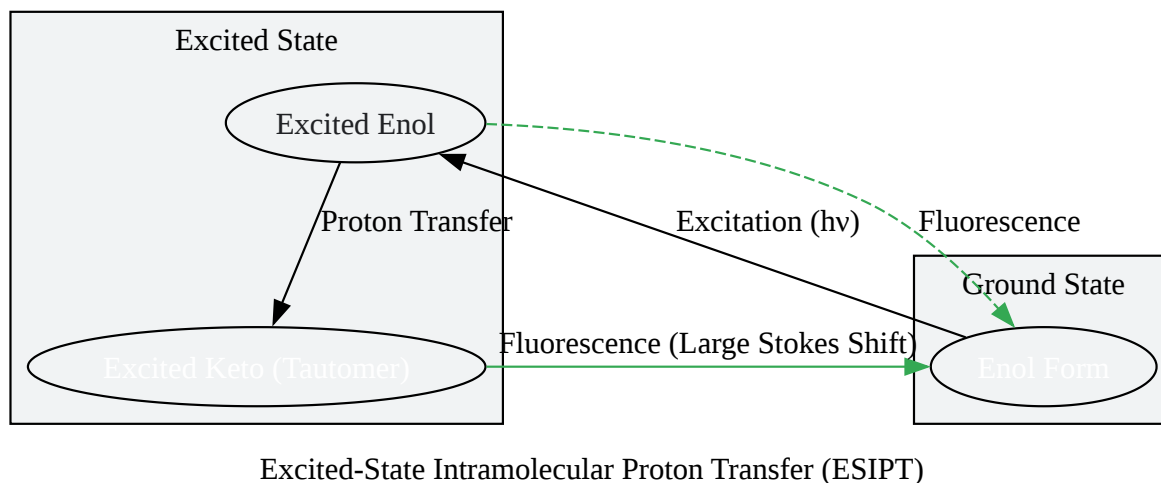 Excited State
Excited Enol
Proton Transfer
Excitation (hν)
Fluorescence
Ground State
Fluorescence (Large Stokes Shift)
Excited Keto (Tautomer)
Enol Form
Excited-State Intramolecular Proton Transfer (ESIPT)